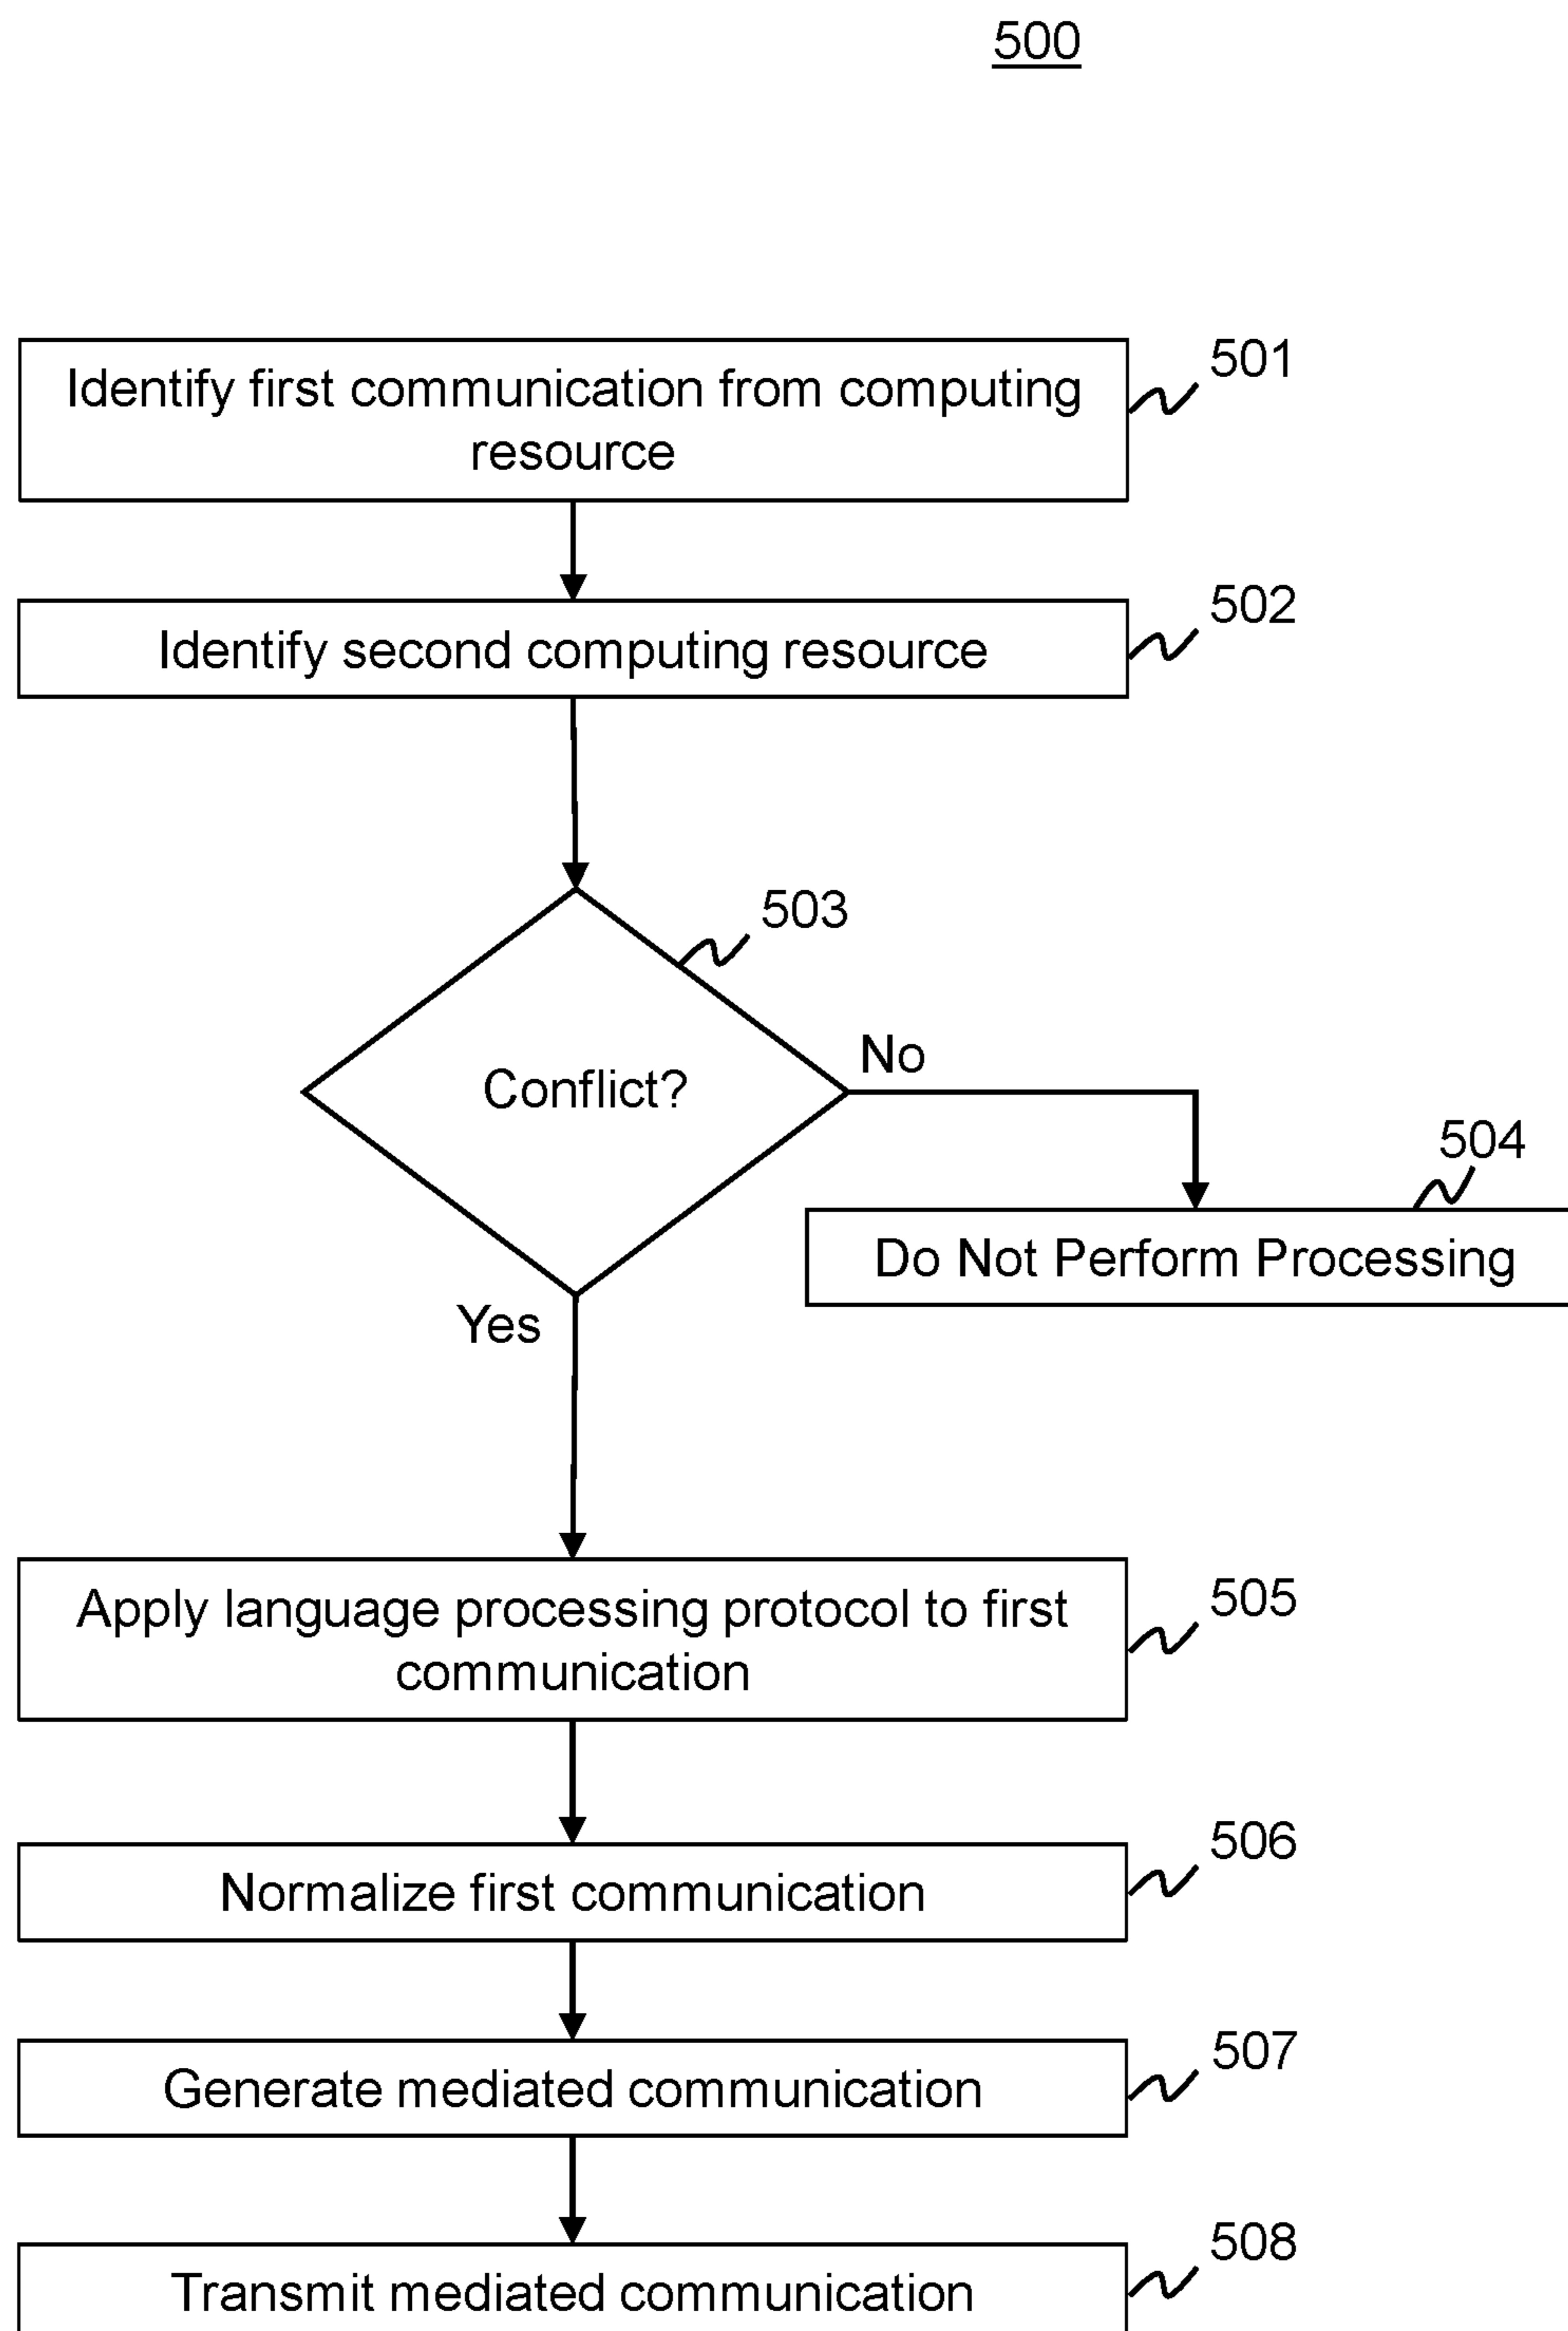 500
Identify first communication from computing
resource
501
Identify second computing resource
502
503
Conflict?
No
504
Do Not Perform Processing
Yes
Apply language processing protocol to first
communication
505
Normalize first communication
506
Generate mediated communication
507
Transmit mediated communication
508